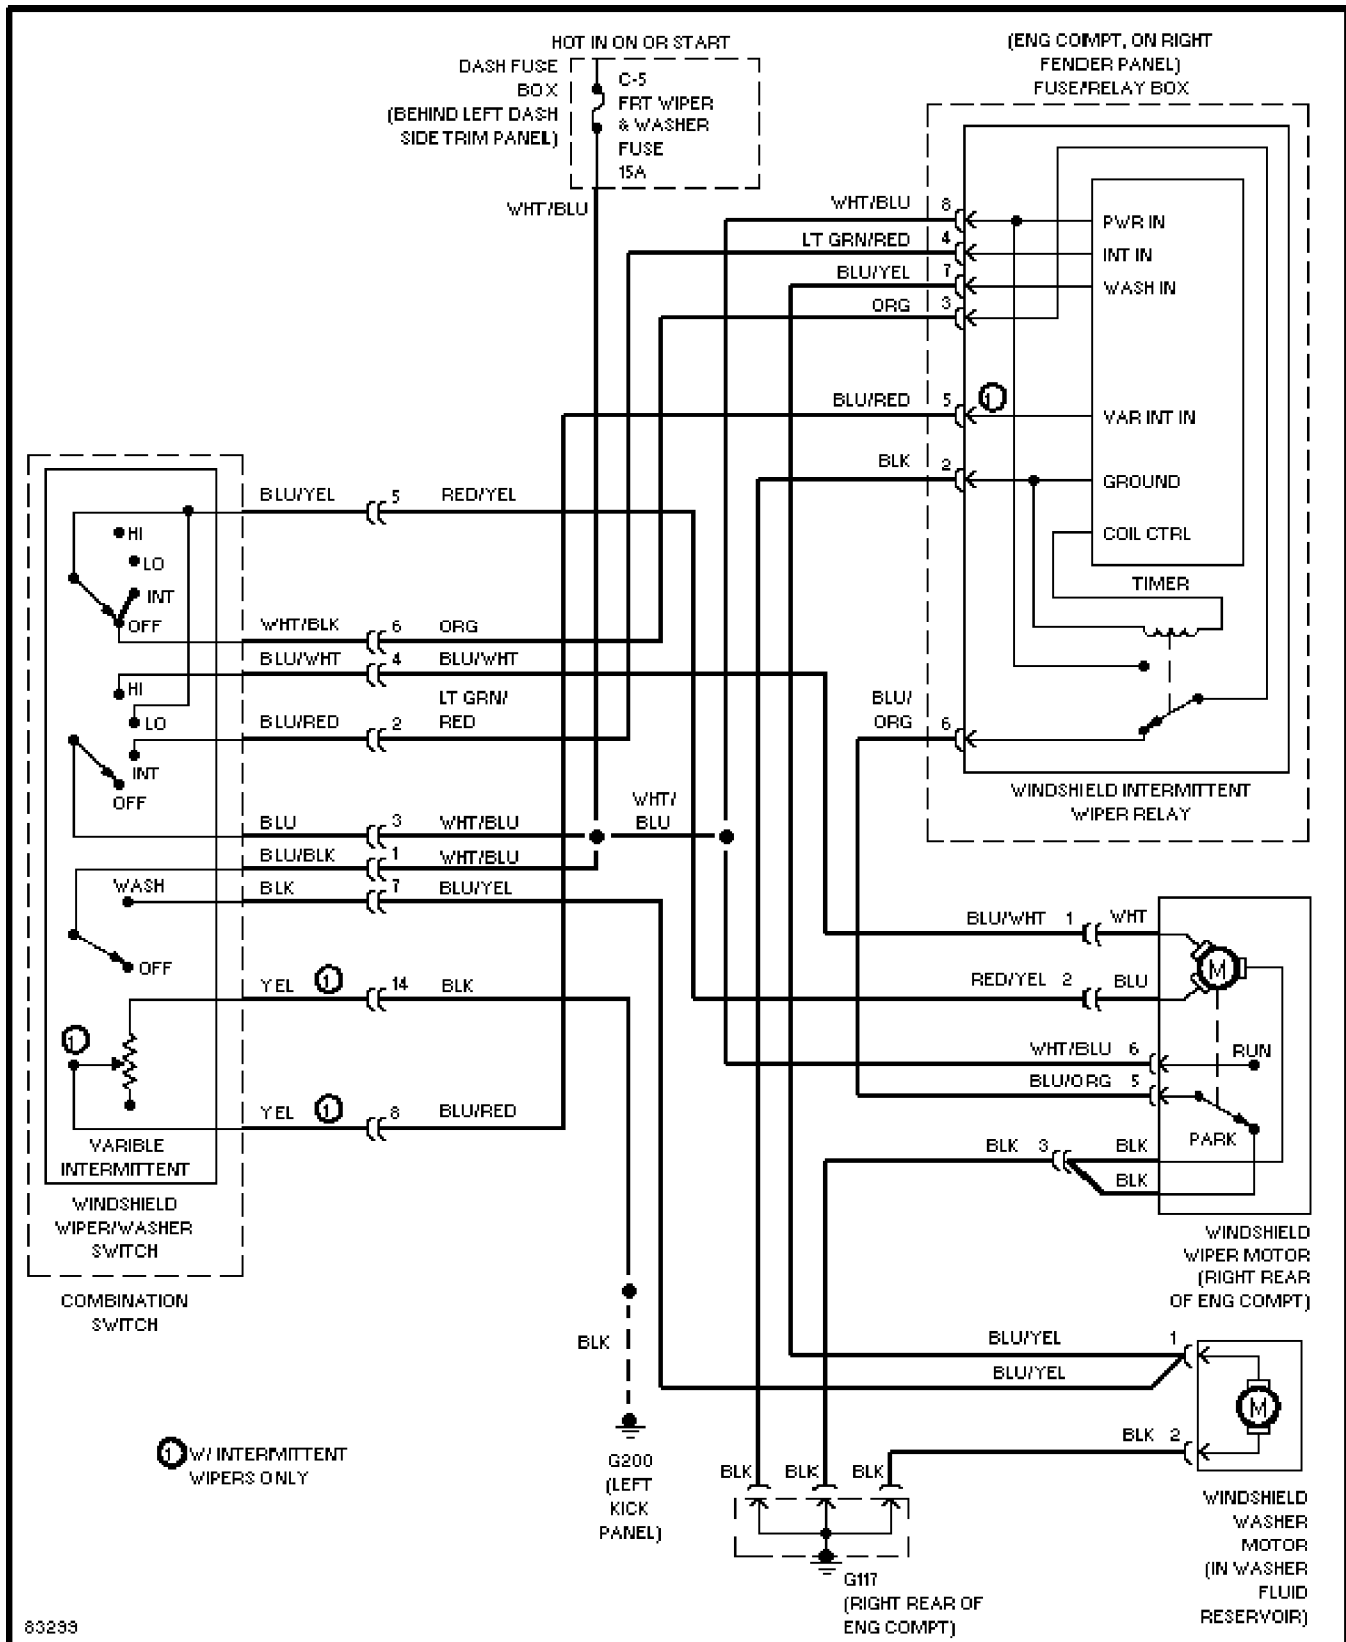 HOT IN ON OR START
DASH FUSE
BOX
(BEHIND LEFT DASH
SIDE TRIM PANEL)
C-5
FRT WIPER
& WASHER
FUSE
15A
WHT/BLU
(ENG COMPT, ON RIGHT
FENDER PANEL)
FUSE/RELAY BOX
WHT/BLU 8
LT GRN/RED 4
BLU/YEL 7
ORG 3
BLU/RED 5 1
BLK 2
BLU/
ORG 6
PWR IN
INT IN
WASH IN
VAR INT IN
GROUND
COIL CTRL
TIMER
WINDSHIELD INTERMITTENT
WIPER RELAY
BLU/YEL 5 RED/YEL
HI
LO
INT
OFF
WHT/BLK 6 ORG
BLU/WHT 4 BLU/WHT
HI
LO
INT
OFF
BLU/RED 2 LT GRN/
RED
BLU 3 WHT/BLU
WHT/
BLU
BLU/BLK 1 WHT/BLU
BLK 7 BLU/YEL
WASH
OFF
YEL 1 14 BLK
1
YEL 1 8 BLU/RED
VARIBLE
INTERMITTENT
WINDSHIELD
WIPER/WASHER
SWITCH
COMBINATION
SWITCH
BLU/WHT 1 WHT
RED/YEL 2 BLU
M
WHT/BLU 6
RUN
BLU/ORG 5
PARK
BLK 3 BLK
BLK
WINDSHIELD
WIPER MOTOR
(RIGHT REAR
OF ENG COMPT)
BLK
G200
(LEFT
KICK
PANEL)
BLU/YEL 1
BLU/YEL
M
BLK 2
WINDSHIELD
WASHER
MOTOR
(IN WASHER
FLUID
RESERVOIR)
BLK BLK BLK
G117
(RIGHT REAR OF
ENG COMPT)
1 W/ INTERMITTENT
WIPERS ONLY
83299